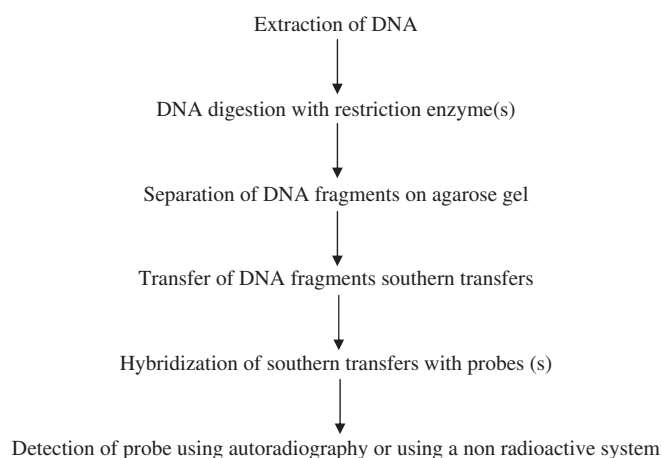 Extraction of DNA
DNA digestion with restriction enzyme(s)
Separation of DNA fragments on agarose gel
Transfer of DNA fragments southern transfers
Hybridization of southern transfers with probes (s)
Detection of probe using autoradiography or using a non radioactive system